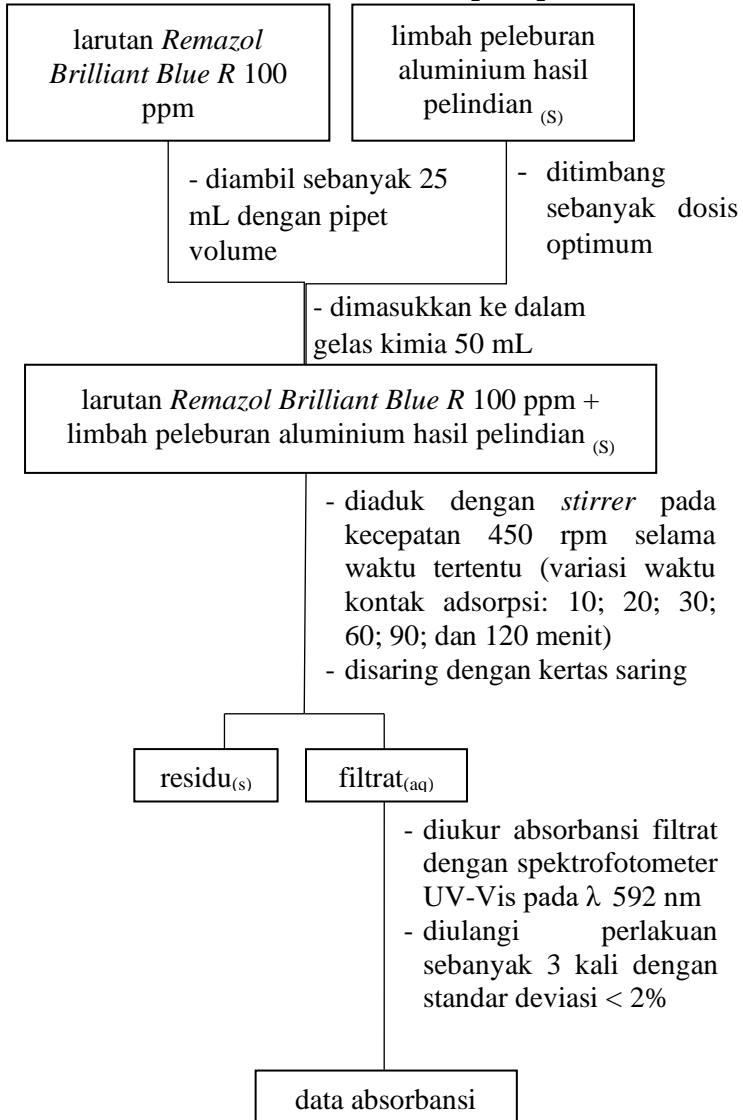 larutan Remazol
Brilliant Blue R 100
ppm
limbah peleburan
aluminium hasil
pelindian (S)
- diambil sebanyak 25
mL dengan pipet
volume
- ditimbang
sebanyak dosis
optimum
- dimasukkan ke dalam
gelas kimia 50 mL
larutan Remazol Brilliant Blue R 100 ppm +
limbah peleburan aluminium hasil pelindian (S)
- diaduk dengan stirrer pada
kecepatan 450 rpm selama
waktu tertentu (variasi waktu
kontak adsorpsi: 10; 20; 30;
60; 90; dan 120 menit)
- disaring dengan kertas saring
residu(s)
filtrat(aq)
- diukur absorbansi filtrat
dengan spektrofotometer
UV-Vis pada λ 592 nm
- diulangi perlakuan
sebanyak 3 kali dengan
standar deviasi < 2%
data absorbansi